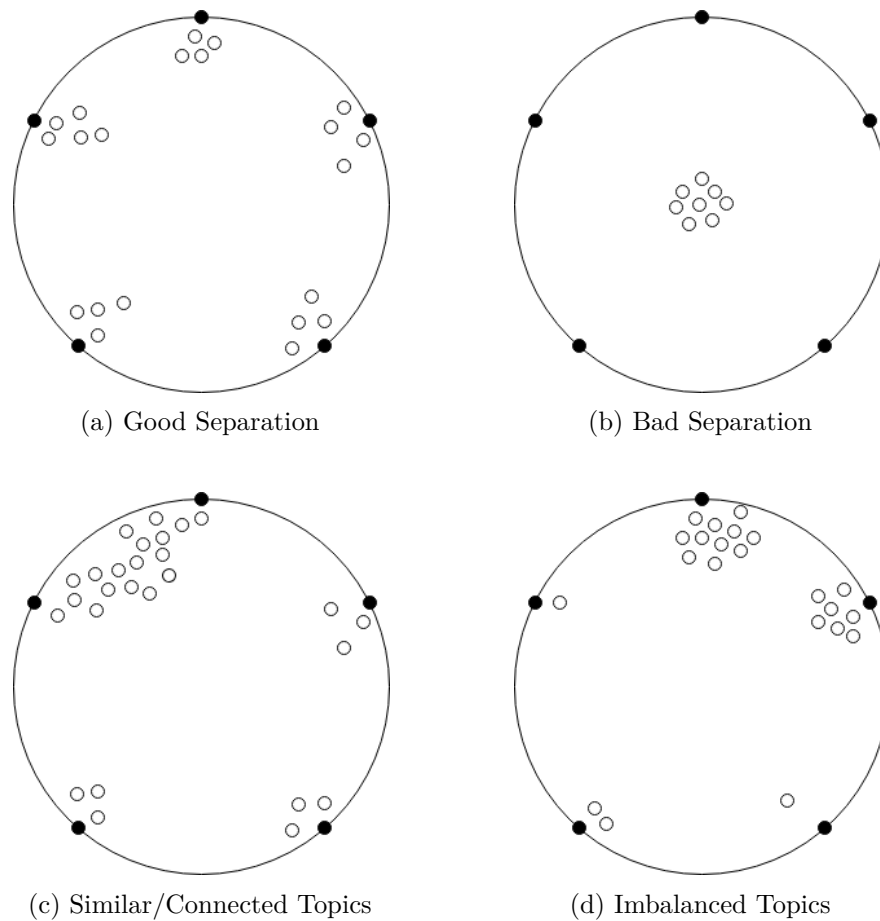 (a) Good Separation
(b) Bad Separation
(c) Similar/Connected Topics
(d) Imbalanced Topics